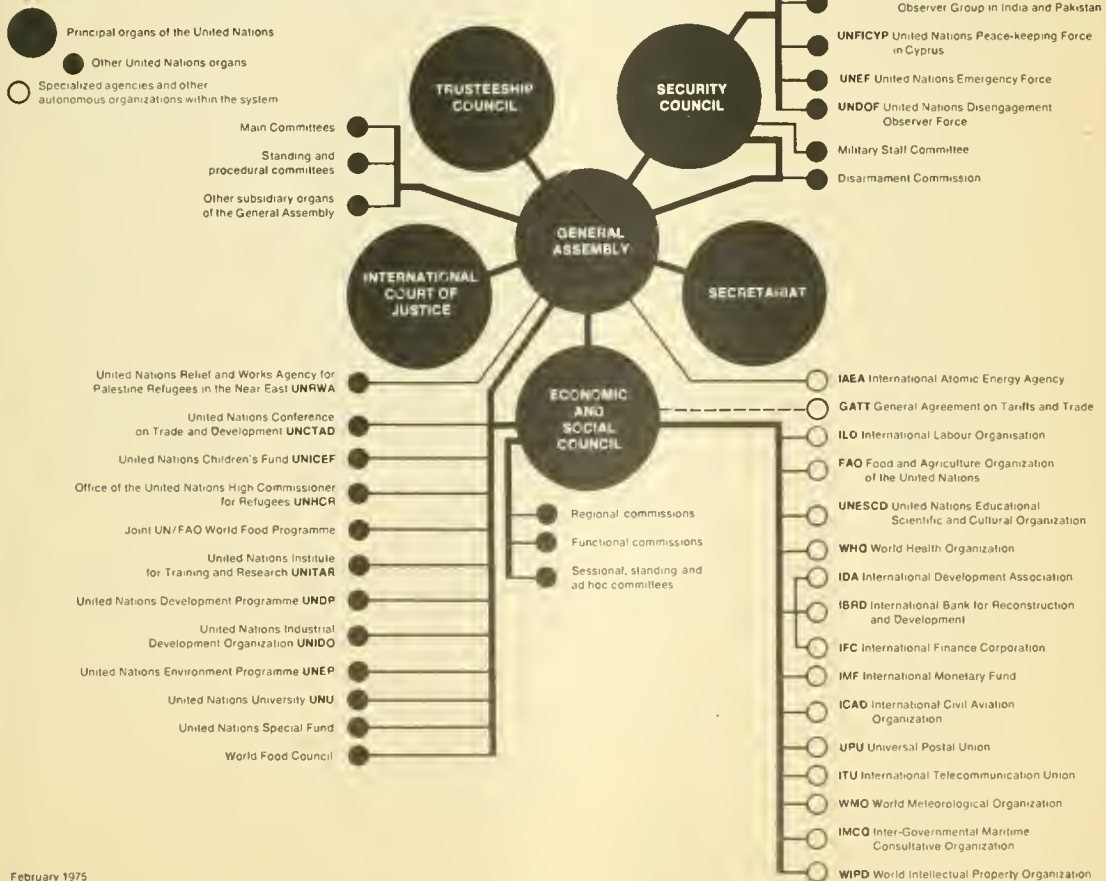 Principal organs of the United Nations
Other United Nations organs
Specialized agencies and other
autonomous organizations within the system
Main Committees
Standing and
procedural committees
Other subsidiary organs
of the General Assembly
TRUSTEESHIP
COUNCIL
SECURITY
COUNCIL
Observer Group in India and Pakistan
UNFICYP United Nations Peace-keeping Force
in Cyprus
UNEF United Nations Emergency Force
UNDOF United Nations Disengagement
Observer Force
Military Staff Committee
Disarmament Commission
GENERAL
ASSEMBLY
INTERNATIONAL
COURT OF
JUSTICE
SECRETARIAT
ECONOMIC
AND
SOCIAL
COUNCIL
United Nations Relief and Works Agency for
Palestine Refugees in the Near East UNRWA
United Nations Conference
on Trade and Development UNCTAD
United Nations Children's Fund UNICEF
Office of the United Nations High Commissioner
for Refugees UNHCR
Joint UN/FAO World Food Programme
United Nations Institute
for Training and Research UNITAR
United Nations Development Programme UNDP
United Nations Industrial
Development Organization UNIDO
United Nations Environment Programme UNEP
United Nations University UNU
United Nations Special Fund
World Food Council
Regional commissions
Functional commissions
Sessional, standing and
ad hoc committees
IAEA International Atomic Energy Agency
GATT General Agreement on Tariffs and Trade
ILO International Labour Organisation
FAO Food and Agriculture Organization
of the United Nations
UNESCO United Nations Educational
Scientific and Cultural Organization
WHO World Health Organization
IDA International Development Association
IBRD International Bank for Reconstruction
and Development
IFC International Finance Corporation
IMF International Monetary Fund
ICAO International Civil Aviation
Organization
UPU Universal Postal Union
ITU International Telecommunication Union
WMO World Meteorological Organization
IMCO Inter-Governmental Maritime
Consultative Organization
WIPO World Intellectual Property Organization
February 1975